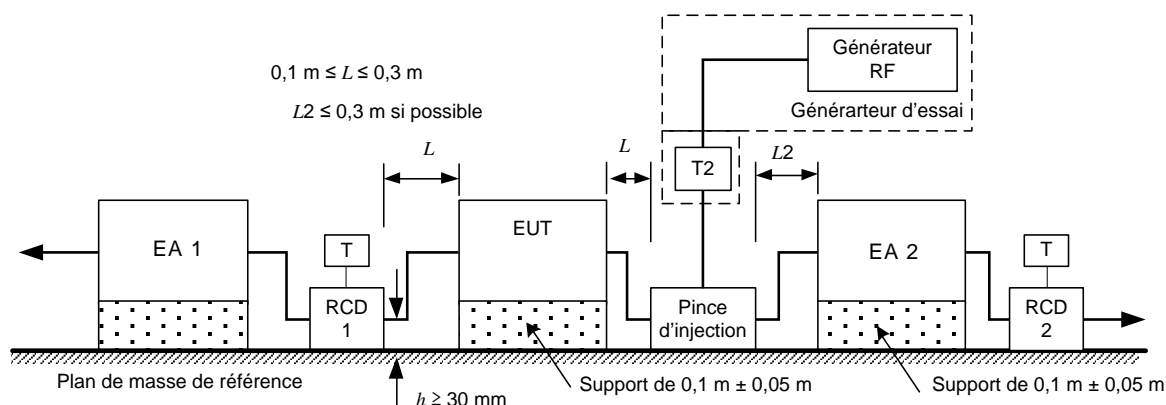 Générateur
RF
Générarteur d'essai
0,1 m ≤ L ≤ 0,3 m
L2 ≤ 0,3 m si possible
L
L
T2
L2
EA 1
T
EUT
EA 2
T
RCD
1
Pince
d'injection
RCD
2
Plan de masse de référence
Support de 0,1 m ± 0,05 m
Support de 0,1 m ± 0,05 m
h ≥ 30 mm